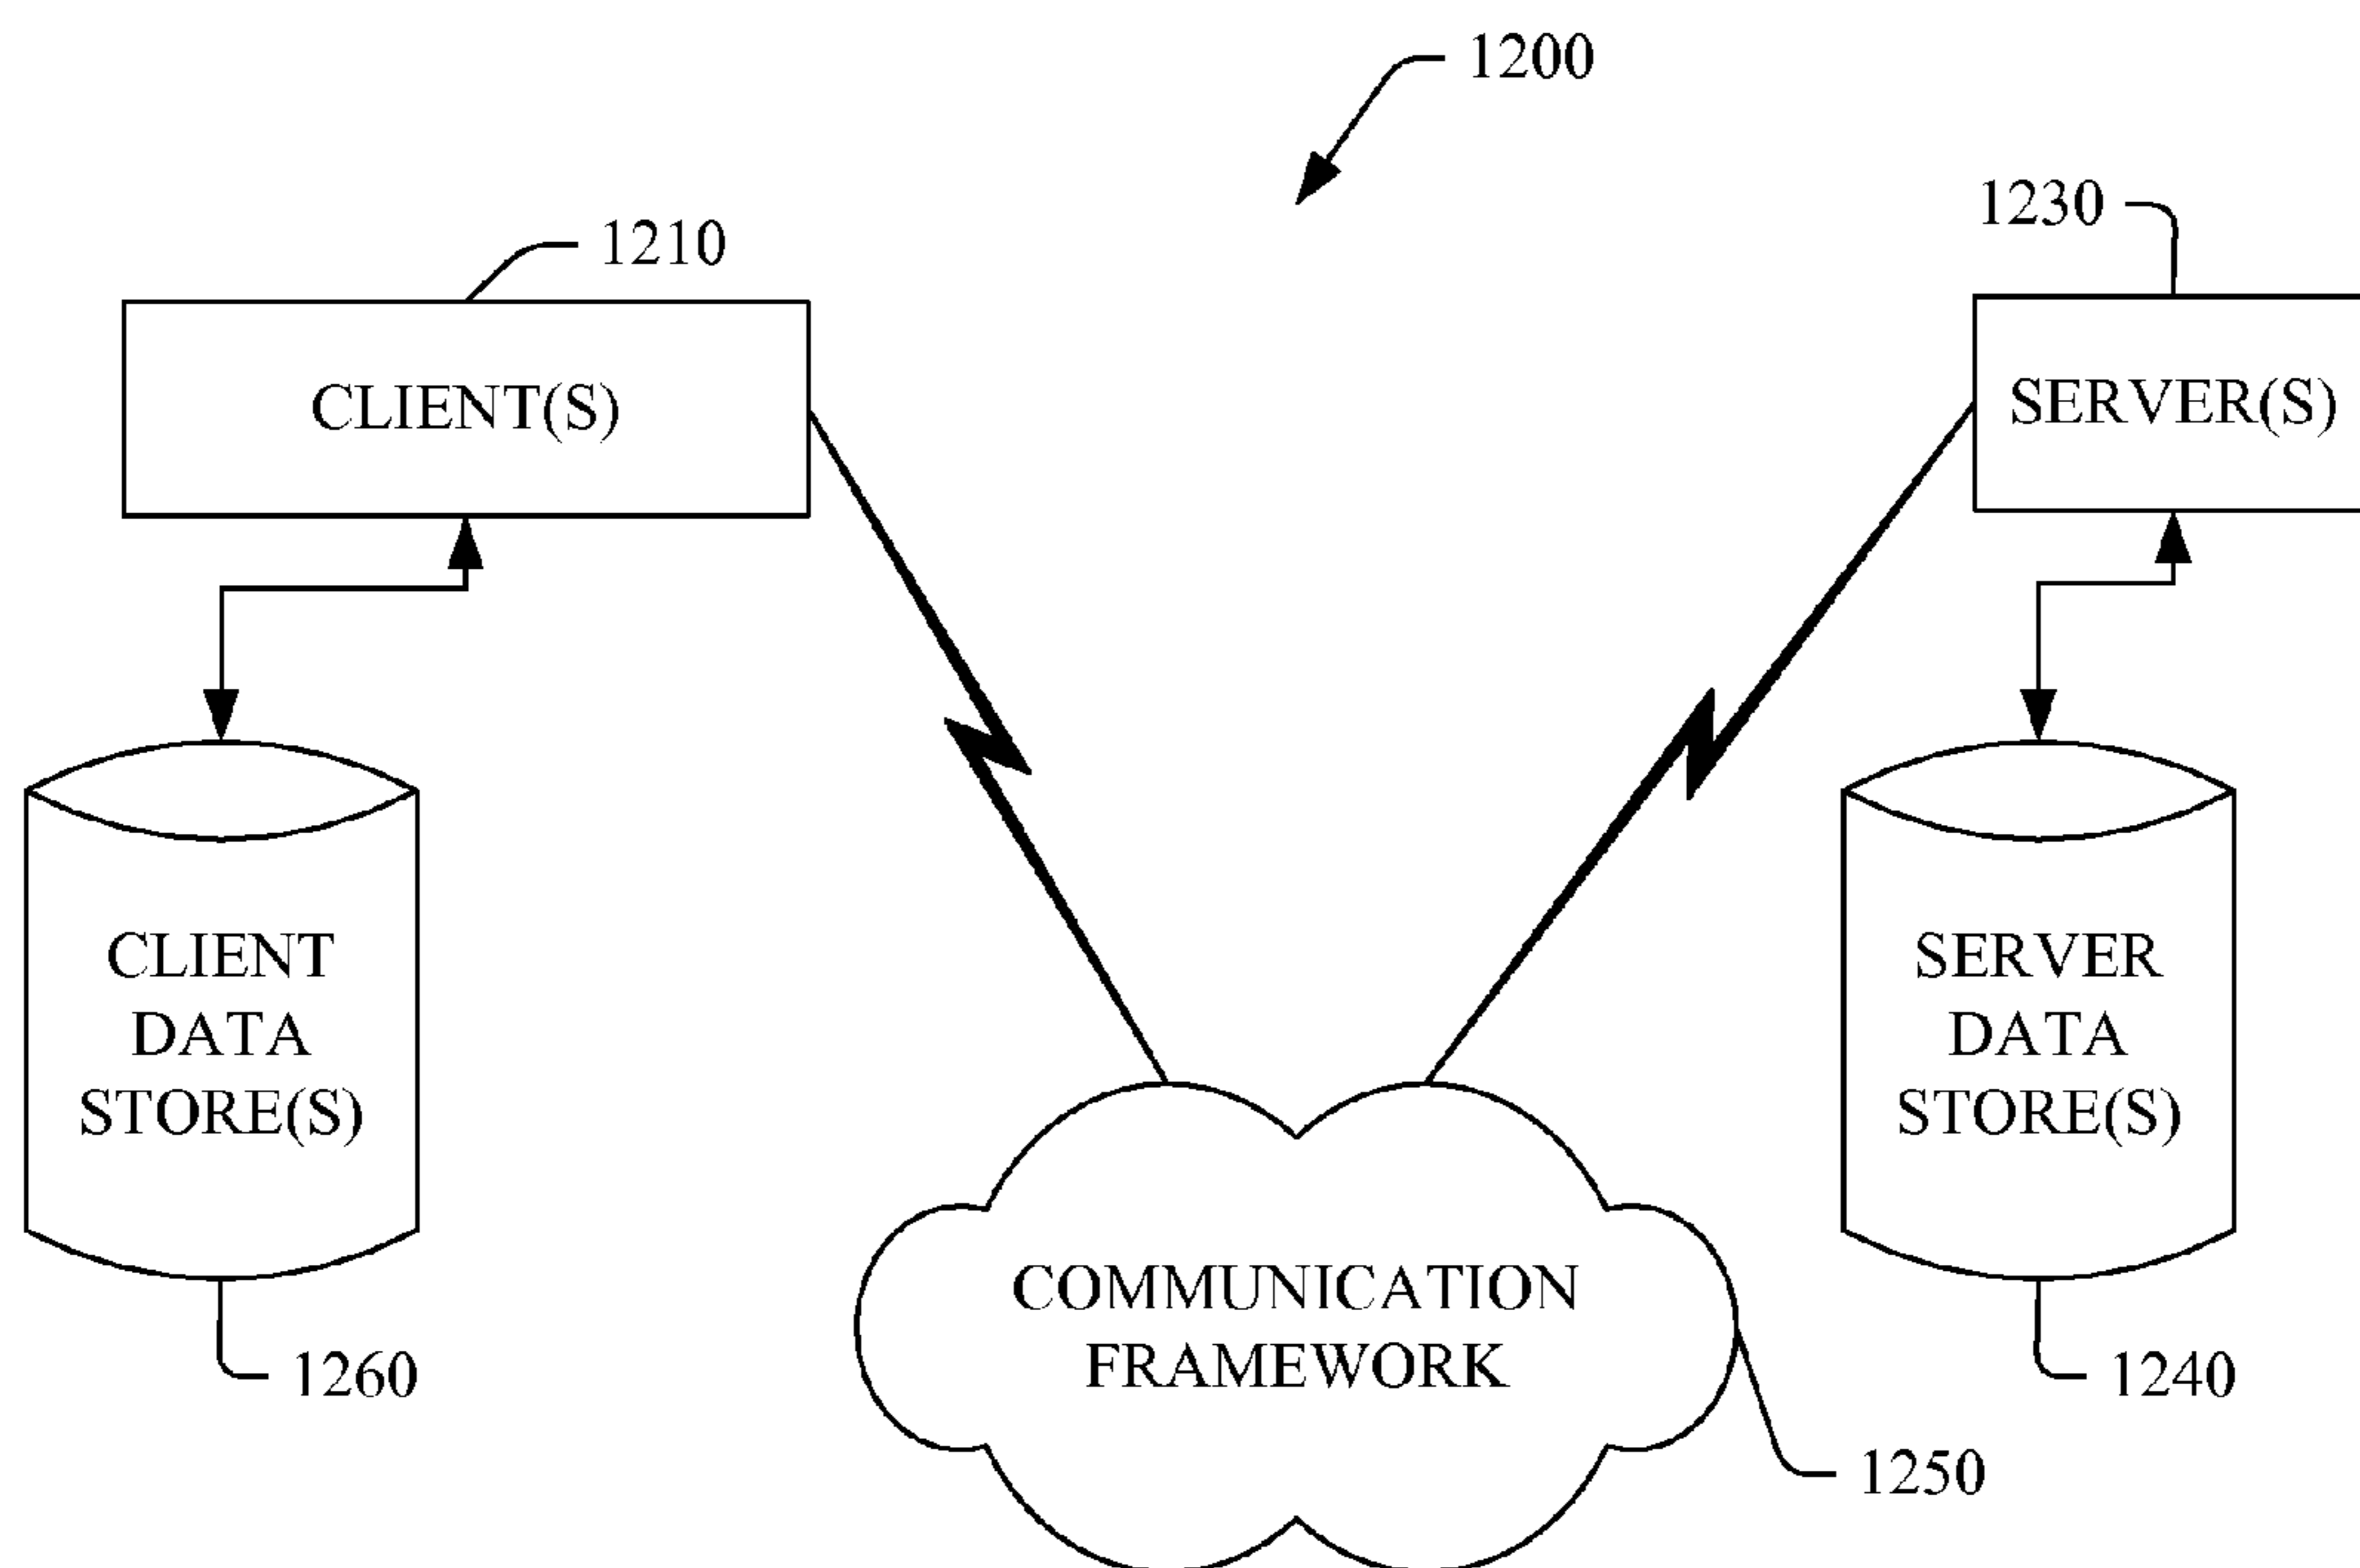 1200
1210
1230
CLIENT(S)
SERVER(S)
CLIENT
DATA
STORE(S)
SERVER
DATA
STORE(S)
COMMUNICATION
FRAMEWORK
1260
1240
1250